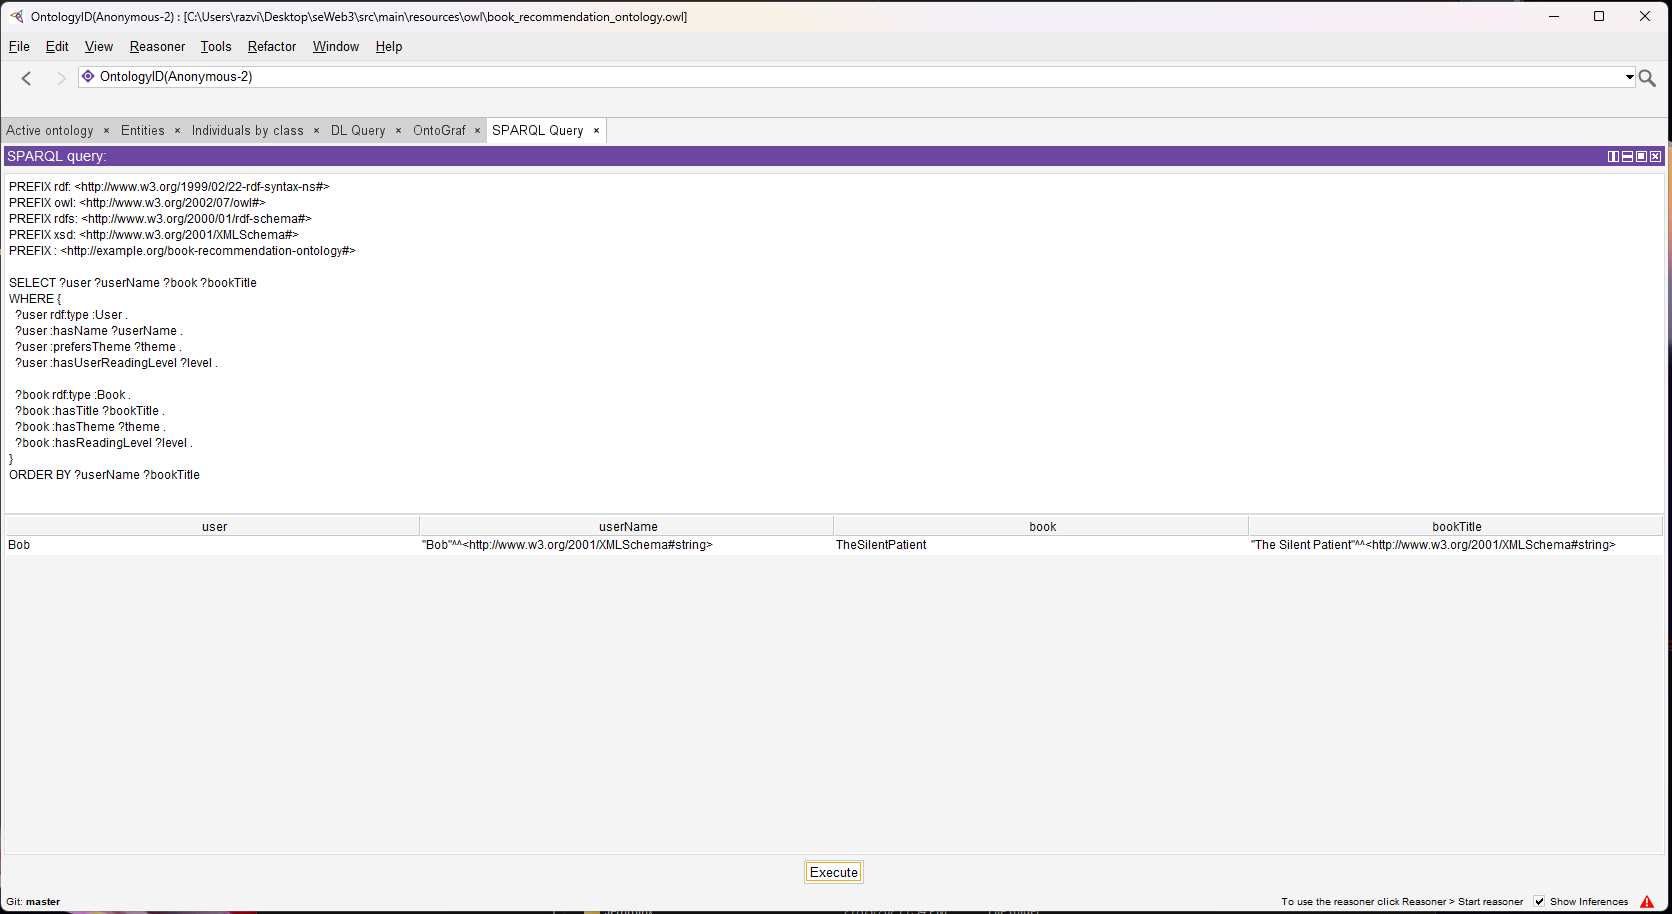 OntologyID(Anonymous-2) : [C:\Users\razvi\Desktop\seWeb3\src\main\resources\owl\book_recommendation_ontology.owl]
File Edit View Reasoner Tools Refactor Window Help
OntologyID(Anonymous-2)
Active ontology × Entities × Individuals by class × DL Query × OntoGraf × SPARQL Query ×
SPARQL query:
PREFIX rdf: <http://www.w3.org/1999/02/22-rdf-syntax-ns#>
PREFIX owl: <http://www.w3.org/2002/07/owl#>
PREFIX rdfs: <http://www.w3.org/2000/01/rdf-schema#>
PREFIX xsd: <http://www.w3.org/2001/XMLSchema#>
PREFIX : <http://example.org/book-recommendation-ontology#>
SELECT ?user ?userName ?book ?bookTitle
WHERE {
?user rdf:type :User .
?user :hasName ?userName .
?user :prefersTheme ?theme .
?user :hasUserReadingLevel ?level .
?book rdf:type :Book .
?book :hasTitle ?bookTitle .
?book :hasTheme ?theme .
?book :hasReadingLevel ?level .
}
ORDER BY ?userName ?bookTitle
user userName book bookTitle
Bob "Bob"^^<http://www.w3.org/2001/XMLSchema#string> TheSilentPatient "The Silent Patient"^^<http://www.w3.org/2001/XMLSchema#string>
Execute
Git: master To use the reasoner click Reasoner > Start reasoner Show Inferences